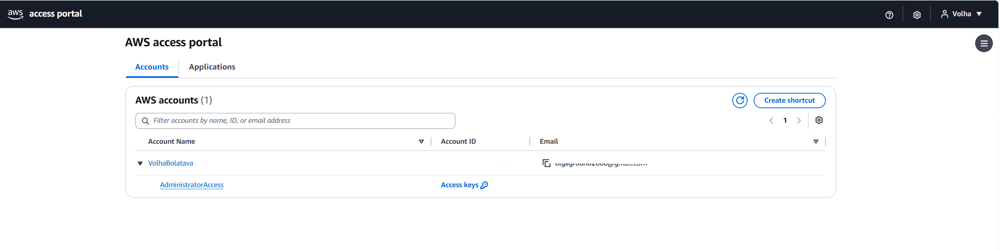 aws access portal Volha
AWS access portal
Accounts Applications
AWS accounts (1) Create shortcut
Filter accounts by name, ID, or email address 1
Account Name Account ID Email
VolhaBolatava
AdministratorAccess Access keys